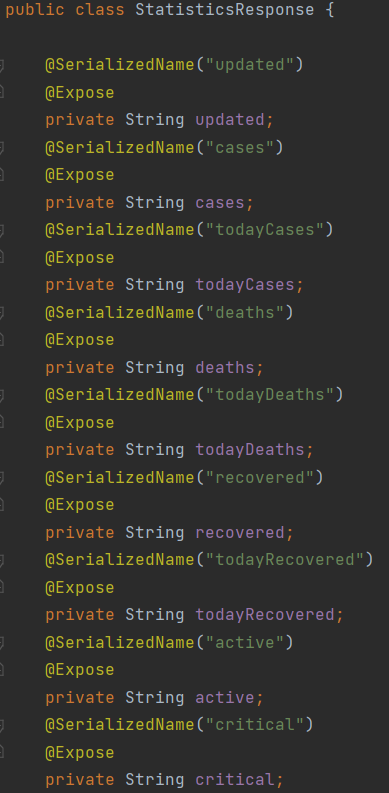 public class StatisticsResponse {
@SerializedName("updated")
@Expose
private String updated;
@SerializedName("cases")
@Expose
private String cases;
@SerializedName("todayCases")
@Expose
private String todayCases;
@SerializedName("deaths")
@Expose
private String deaths;
@SerializedName("todayDeaths")
@Expose
private String todayDeaths;
@SerializedName("recovered")
@Expose
private String recovered;
@SerializedName("todayRecovered")
@Expose
private String todayRecovered;
@SerializedName("active")
@Expose
private String active;
@SerializedName("critical")
@Expose
private String critical;